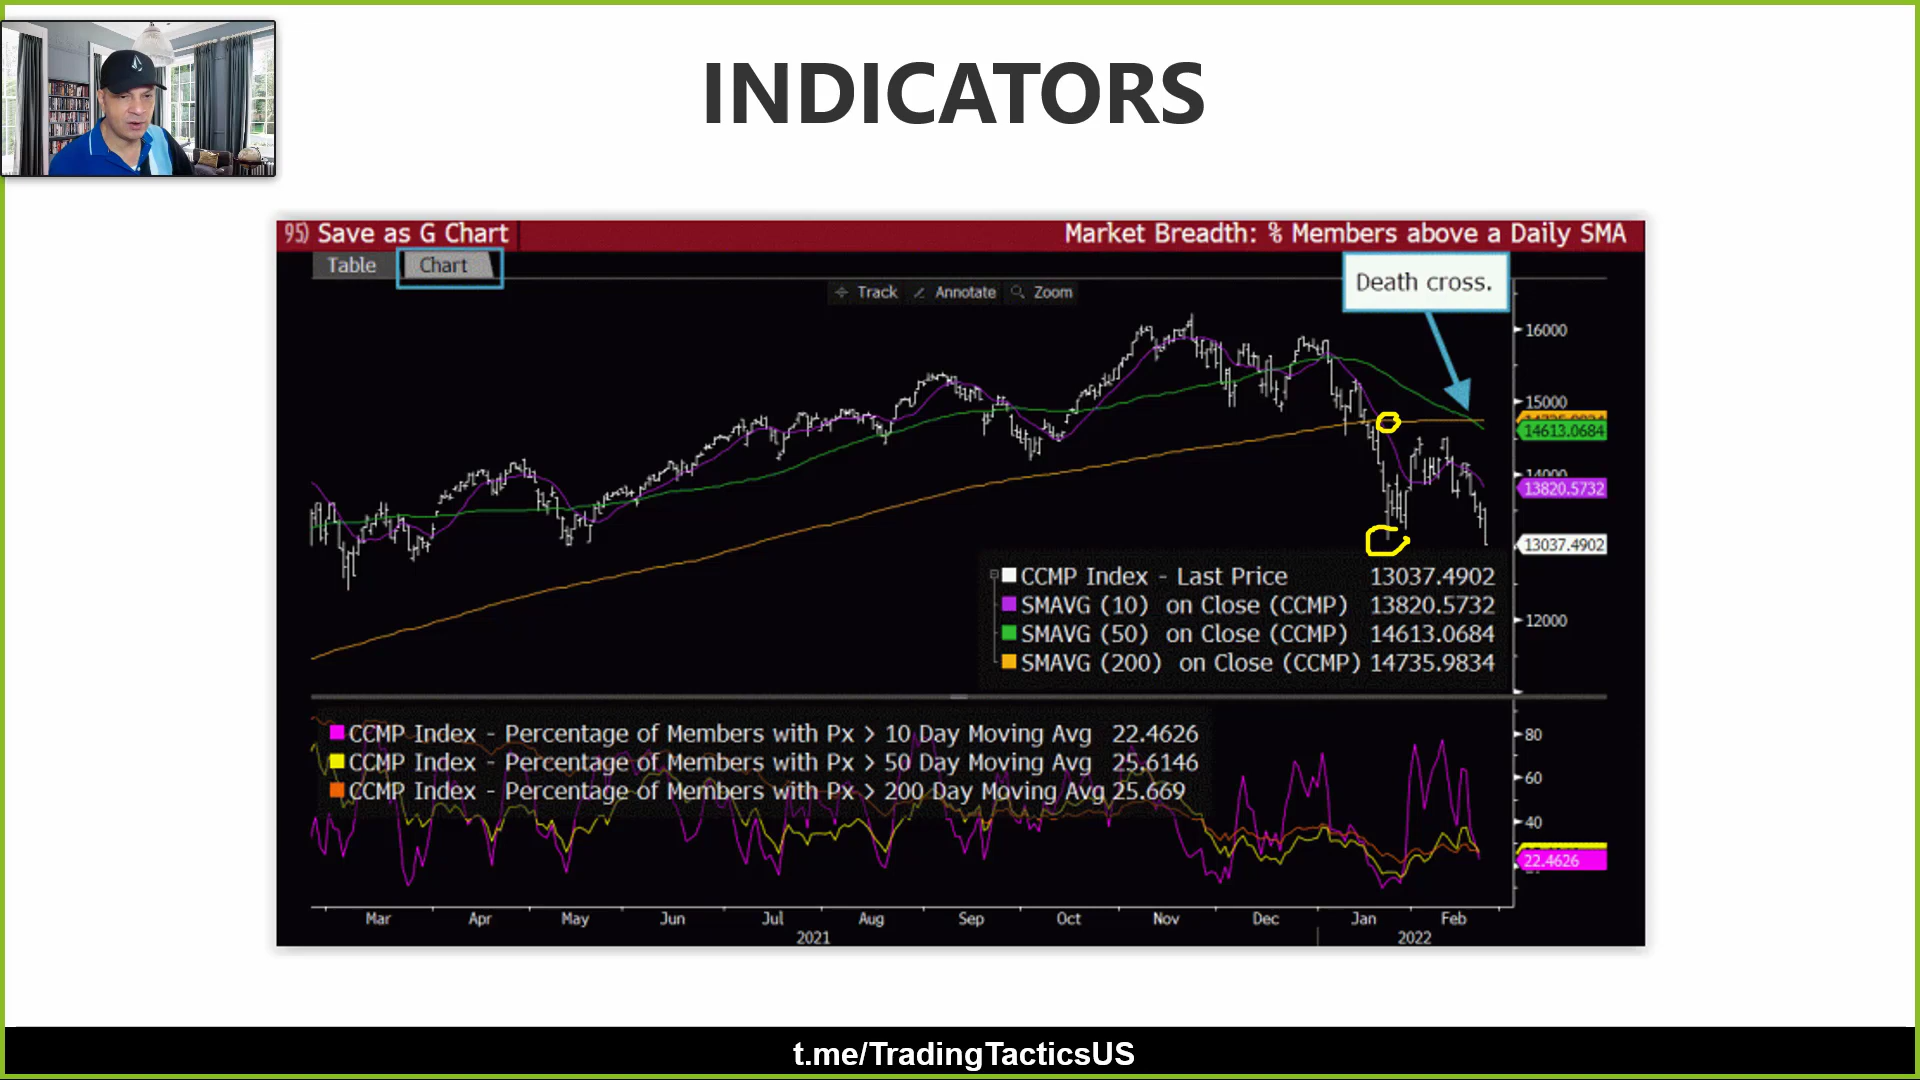 INDICATORS
95) Save as G Chart
Market Breadth: % Members above a Daily SMA
Table
Chart
Track
Annotate
Zoom
Death cross.
16000
15000
14613.0684
14000
13820.5732
13037.4902
12000
CCMP Index - Last Price 13037.4902
SMAVG (10) on Close (CCMP) 13820.5732
SMAVG (50) on Close (CCMP) 14613.0684
SMAVG (200) on Close (CCMP) 14735.9834
CCMP Index - Percentage of Members with Px > 10 Day Moving Avg 22.4626
CCMP Index - Percentage of Members with Px > 50 Day Moving Avg 25.6146
CCMP Index - Percentage of Members with Px > 200 Day Moving Avg 25.669
80
60
40
22.4626
Mar Apr May Jun Jul Aug Sep Oct Nov Dec Jan Feb
2021 2022
t.me/TradingTacticsUS